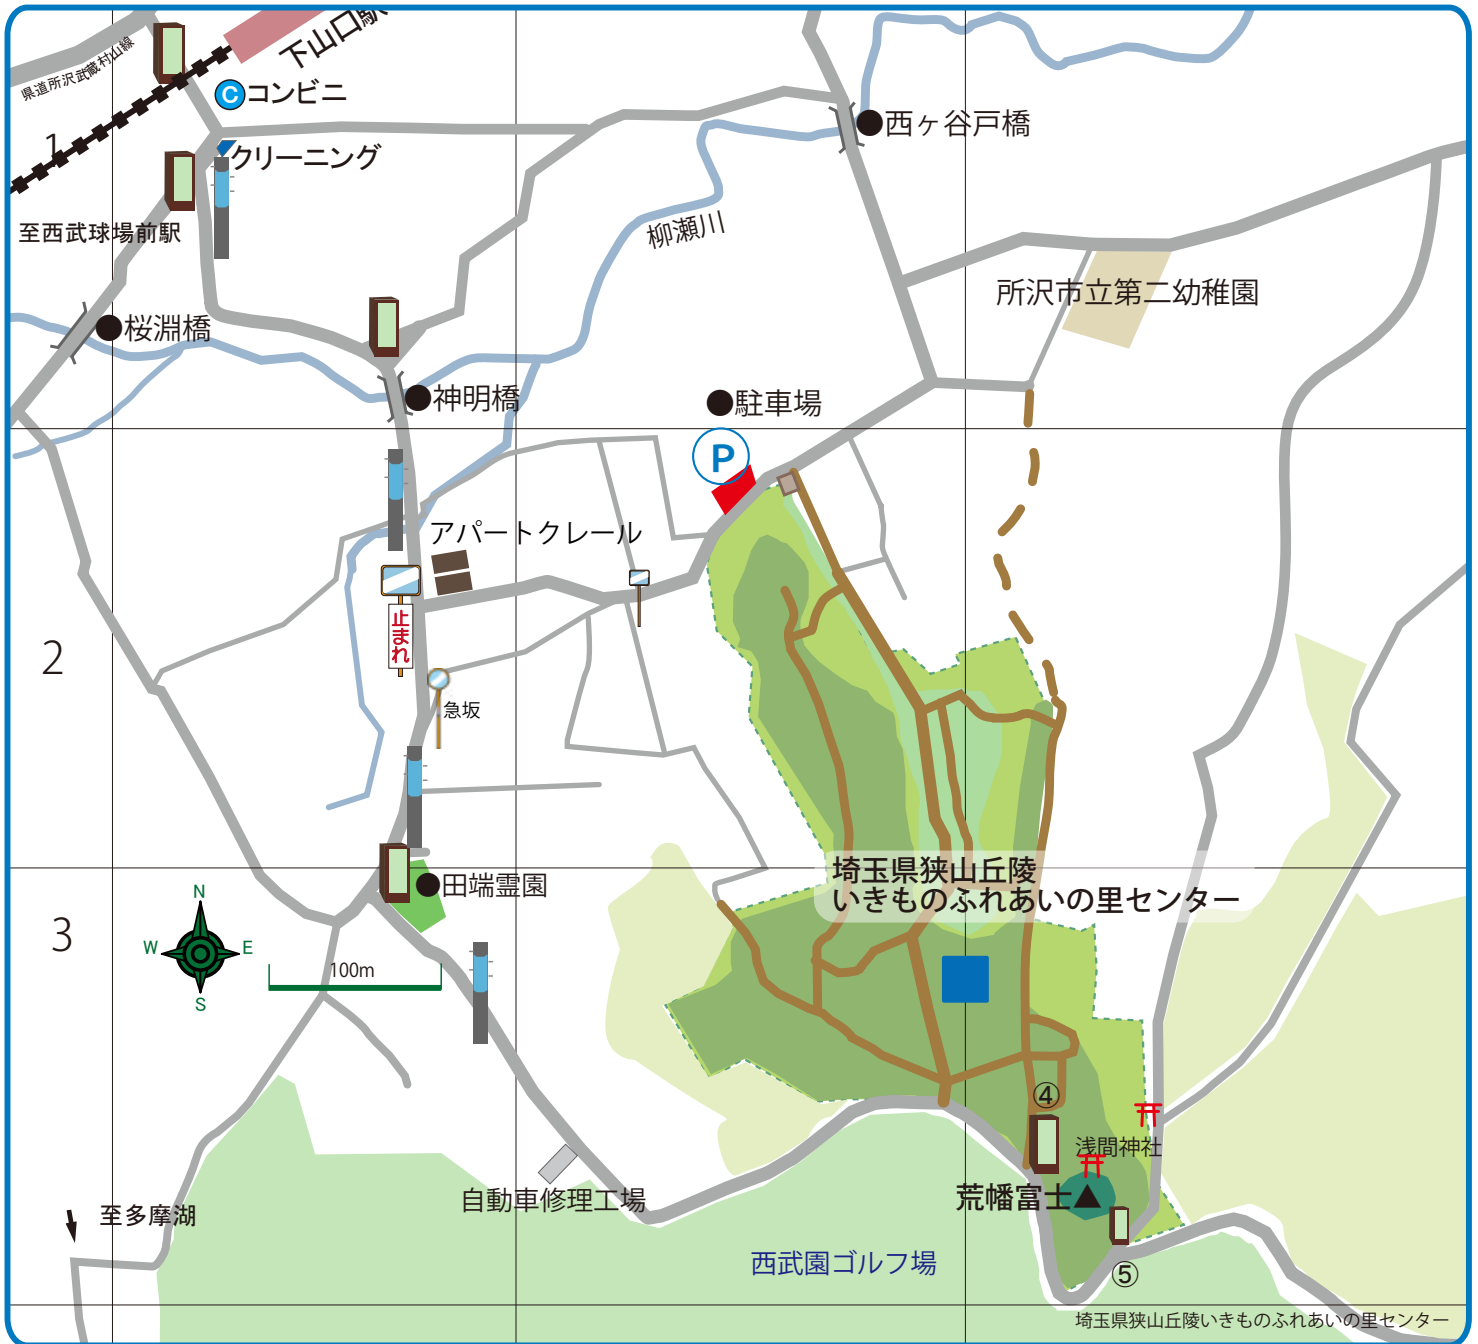 下山口駅
県道所沢武蔵村山線
C
コンビニ
1
クリーニング
西ヶ谷戸橋
至西武球場前駅
柳瀬川
所沢市立第二幼稚園
桜淵橋
神明橋
駐車場
P
アパートクレール
止まれ
2
急坂
埼玉県狭山丘陵
いきものふれあいの里センター
田端霊園
3
N
W
E
S
100m
④
浅間神社
荒幡富士
自動車修理工場
至多摩湖
西武園ゴルフ場
⑤
埼玉県狭山丘陵いきものふれあいの里センター